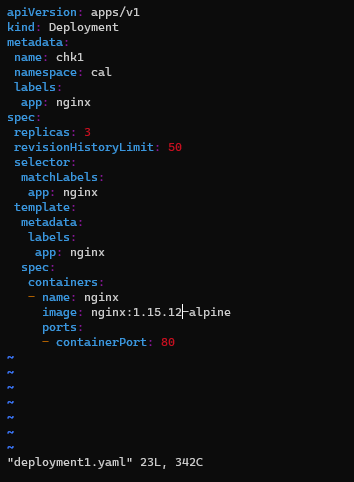 apiVersion: apps/v1
kind: Deployment
metadata:
 name: chk1
 namespace: cal
 labels:
  app: nginx
spec:
 replicas: 3
 revisionHistoryLimit: 50
 selector:
  matchLabels:
   app: nginx
 template:
  metadata:
   labels:
    app: nginx
  spec:
   containers:
   - name: nginx
     image: nginx:1.15.12-alpine
     ports:
     - containerPort: 80
~
~
~
~
~
~
~
"deployment1.yaml" 23L, 342C